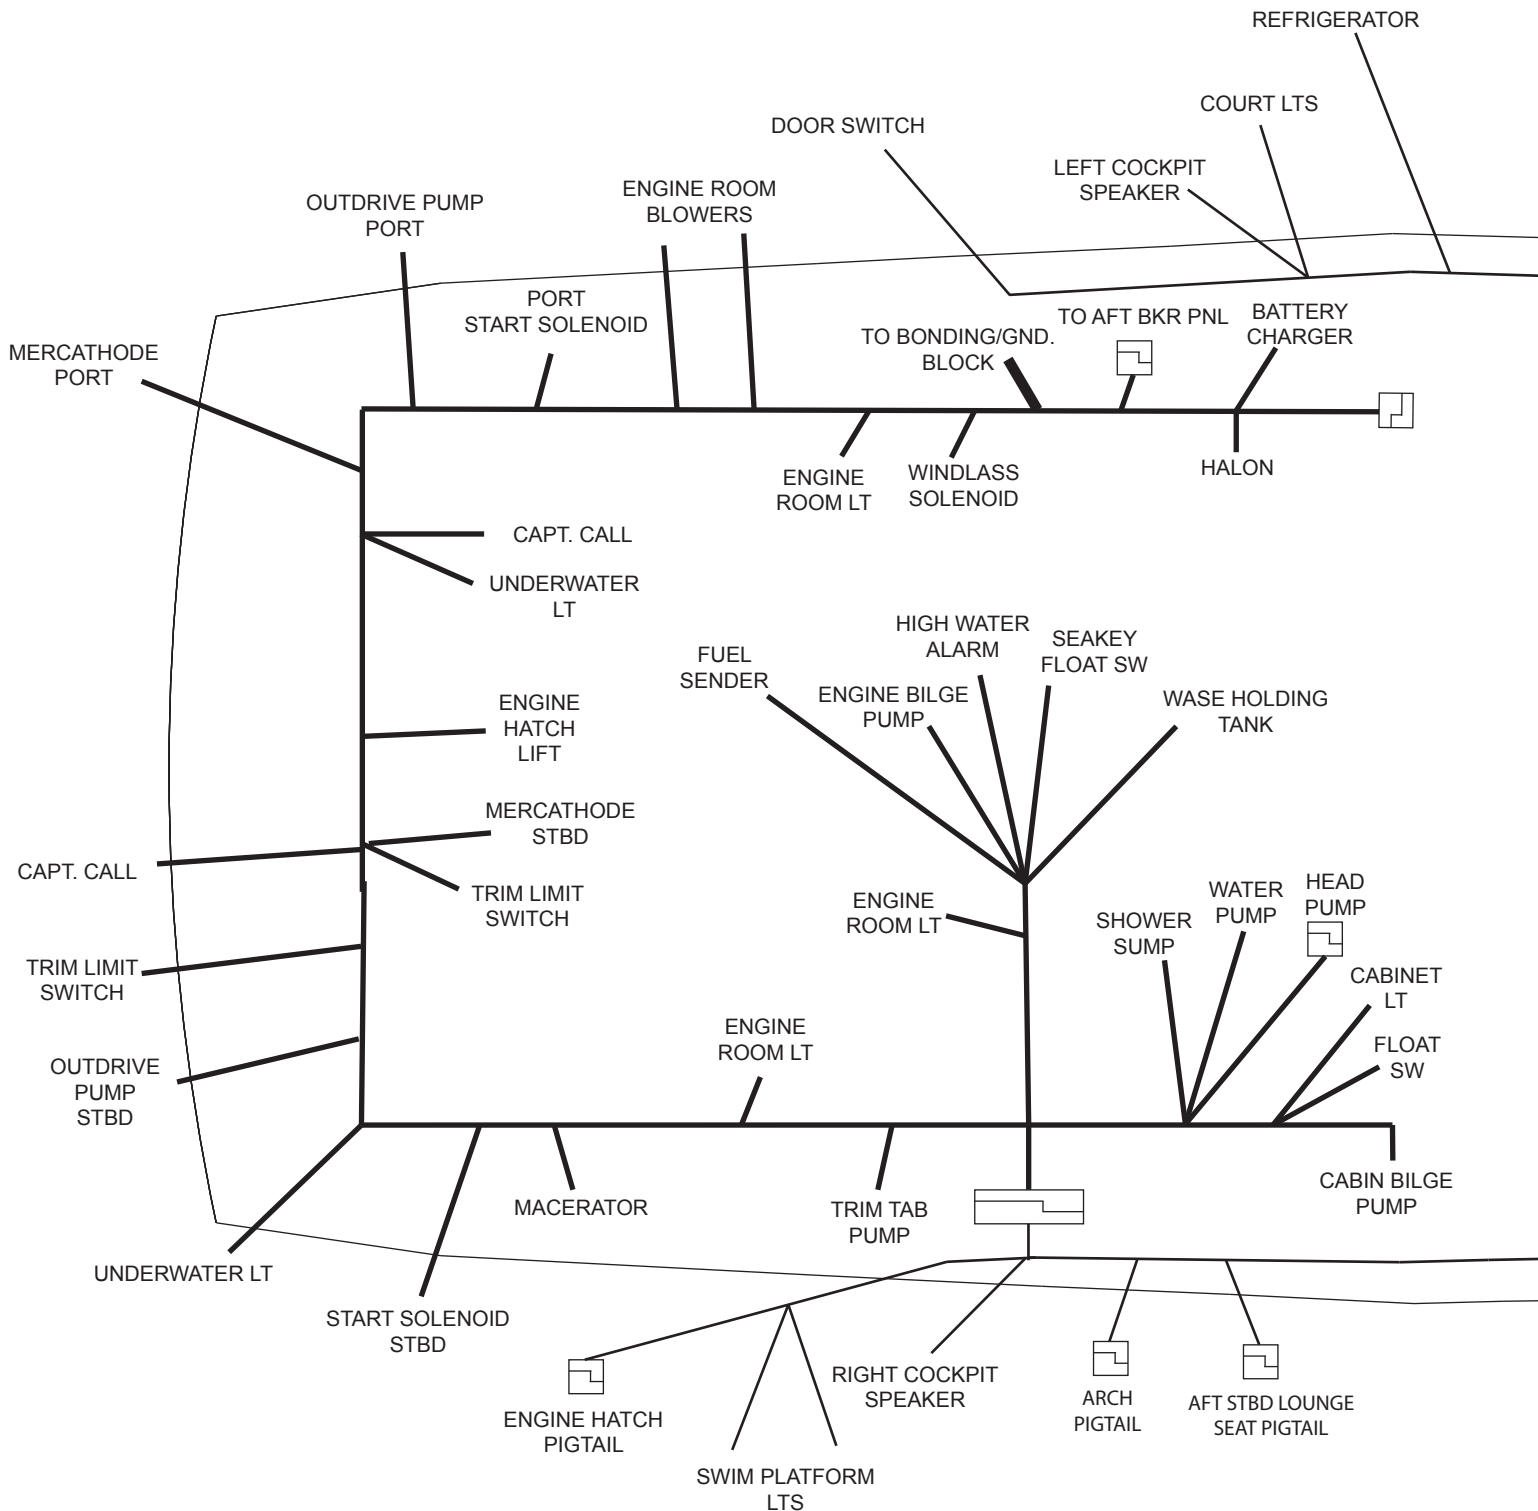 REFRIGERATOR
COURT LTS
DOOR SWITCH
LEFT COCKPIT
SPEAKER
ENGINE ROOM
BLOWERS
OUTDRIVE PUMP
PORT
PORT
START SOLENOID
TO AFT BKR PNL
BATTERY
CHARGER
TO BONDING/GND.
BLOCK
MERCATHODE
PORT
ENGINE
ROOM LT
WINDLASS
SOLENOID
HALON
CAPT. CALL
UNDERWATER
LT
HIGH WATER
ALARM
SEAKEY
FLOAT SW
FUEL
SENDER
ENGINE BILGE
PUMP
WASE HOLDING
TANK
ENGINE
HATCH
LIFT
MERCATHODE
STBD
CAPT. CALL
TRIM LIMIT
SWITCH
ENGINE
ROOM LT
SHOWER
SUMP
WATER
PUMP
HEAD
PUMP
TRIM LIMIT
SWITCH
CABINET
LT
ENGINE
ROOM LT
FLOAT
SW
OUTDRIVE
PUMP
STBD
MACERATOR
TRIM TAB
PUMP
CABIN BILGE
PUMP
UNDERWATER LT
START SOLENOID
STBD
RIGHT COCKPIT
SPEAKER
ARCH
PIGTAIL
AFT STBD LOUNGE
SEAT PIGTAIL
ENGINE HATCH
PIGTAIL
SWIM PLATFORM
LTS